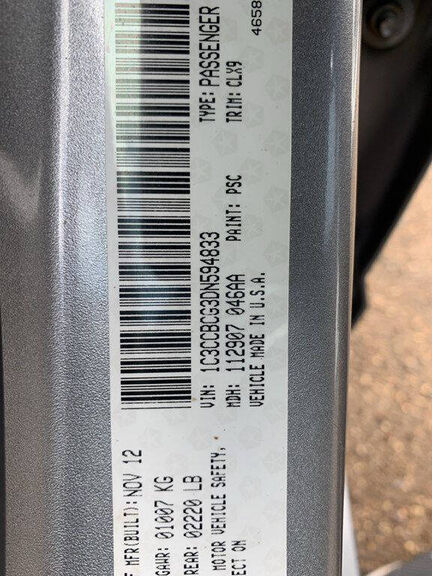 F MFR(BUILT): NOV 12
GAWR: 01007 KG
REAR: 02220 LB
MOTOR VEHICLE SAFETY,
ECT ON
TYPE: PASSENGER
VIN: 1C3CCBCG3DN594833
TRIM: CLX9
MDH: 112907 046AA PAINT: PSC
VEHICLE MADE IN U.S.A.
4658